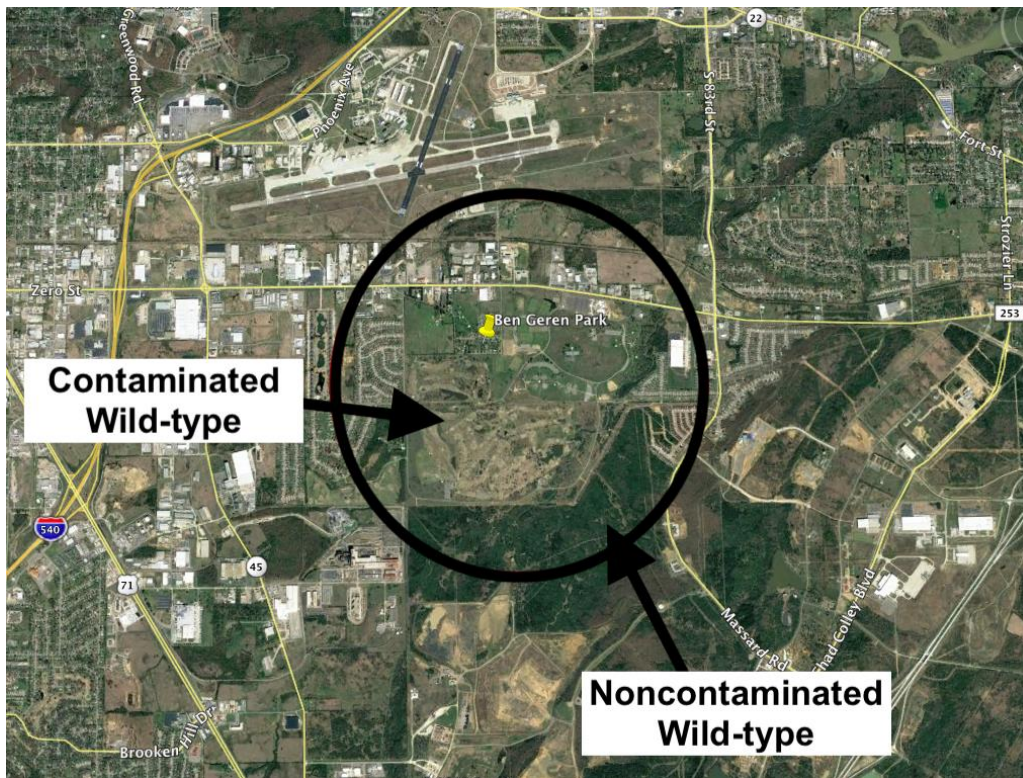 Greenwood Rd
Phoenix Ave
22
S 83rd St
Fort St
Strozier Ln
Zero St
Ben Geren Park
253
Contaminated
Wild-type
540
71
45
Massard Rd
Chad Colley Blvd
Noncontaminated
Wild-type
Brooken Hill Dr